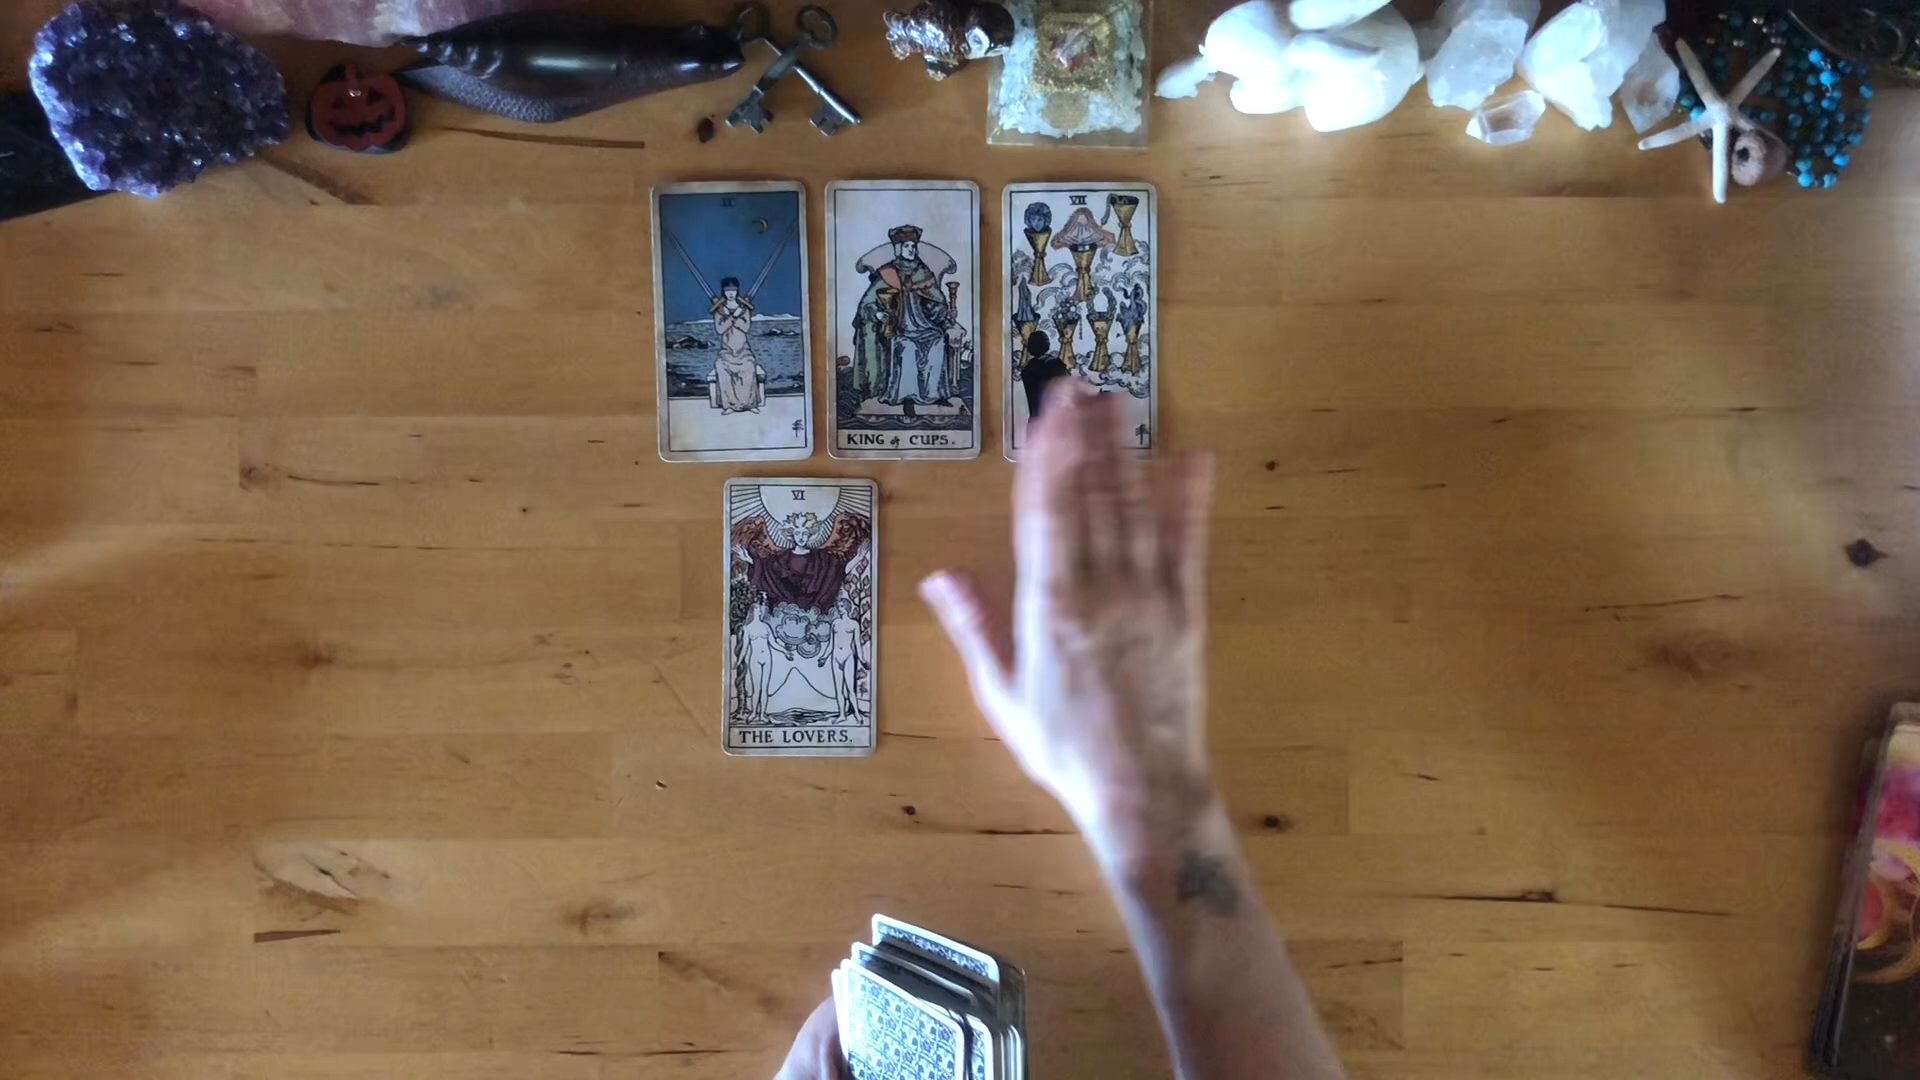 II
KING of CUPS.
VII
VI
THE LOVERS.